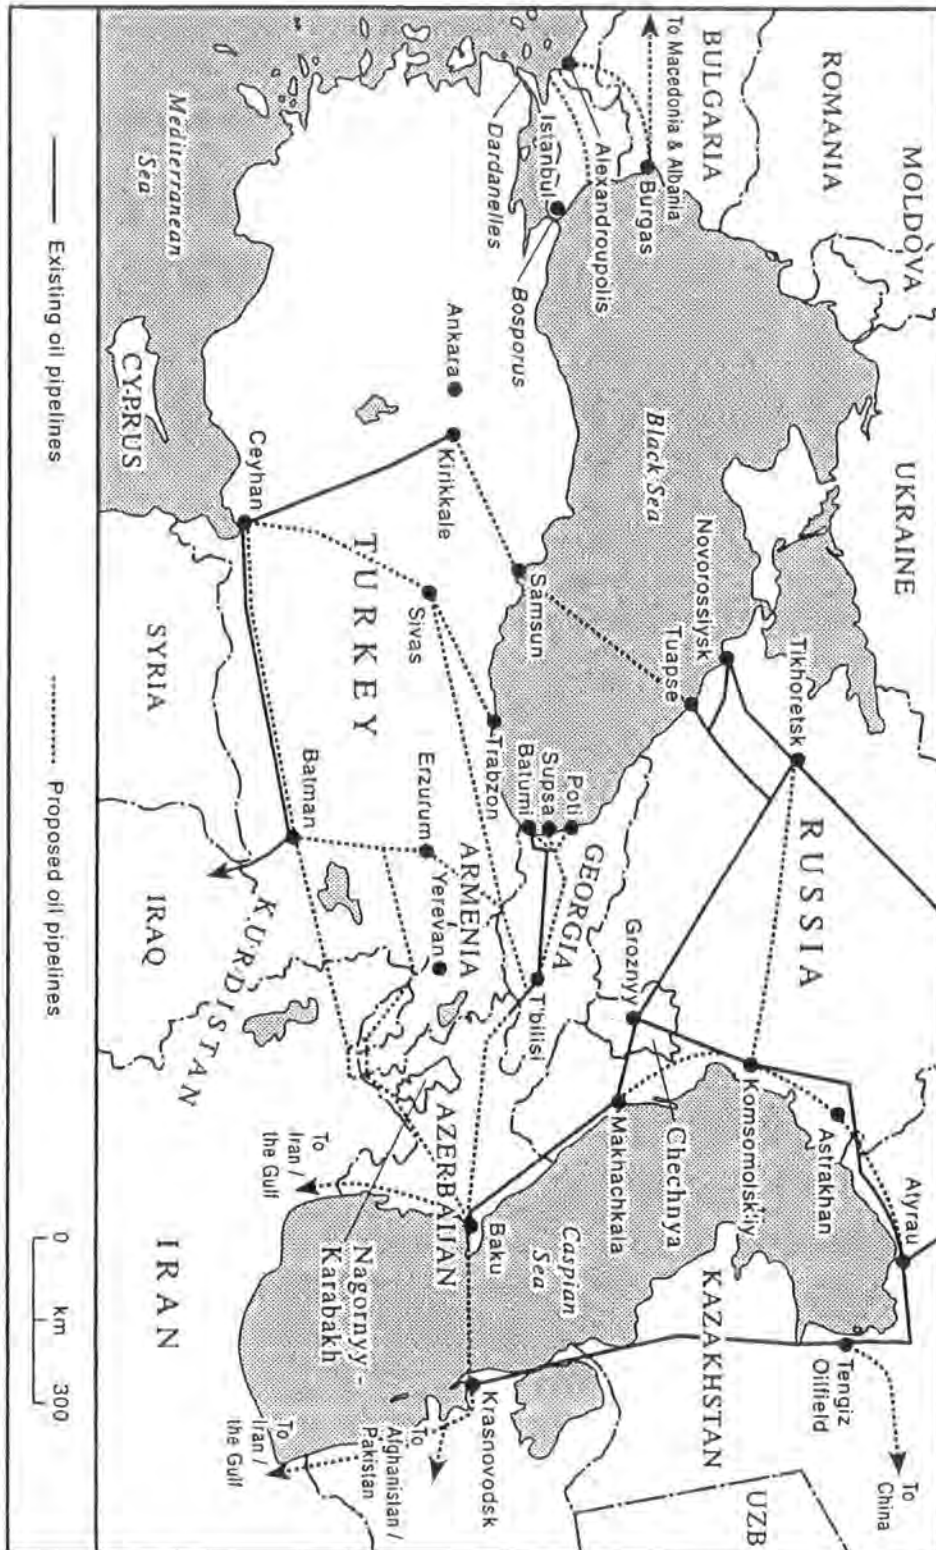 MOLDOVA
ROMANIA
UKRAINE
BULGARIA
To Macedonia & Albania
Burgas
Alexandroupolis
Istanbul
Dardanelles
Bosporus
Black Sea
Mediterranean
Sea
CYPRUS
Ankara
Kirikkale
Ceyhan
TURKEY
Samsun
Sivas
Trabzon
Erzurum
Batman
SYRIA
IRAQ
KURDISTAN
Novorossiysk
Tuapse
Tikhoretsk
RUSSIA
Poti
Supsa
Batumi
GEORGIA
ARMENIA
Yerevan
T'bilisi
Groznyy
Chechnya
Makhachkala
Komsomolskiy
Astrakhan
Atyrau
AZERBAIJAN
Baku
Nagornyy-
Karabakh
Caspian
Sea
KAZAKHSTAN
Tengiz
Oilfield
To
China
Krasnovodsk
UZB
To
Afghanistan /
Pakistan
To
Iran /
the Gulf
To
Iran /
the Gulf
IRAN
Existing oil pipelines
Proposed oil pipelines
0
km
300